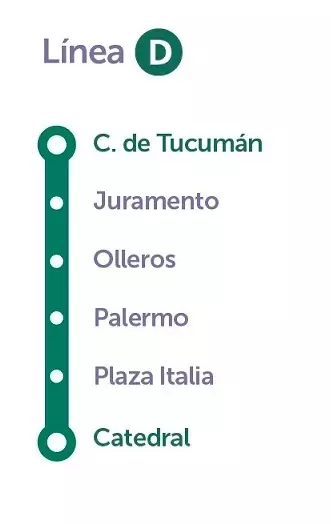 Línea D
C. de Tucumán
Juramento
Olleros
Palermo
Plaza Italia
Catedral